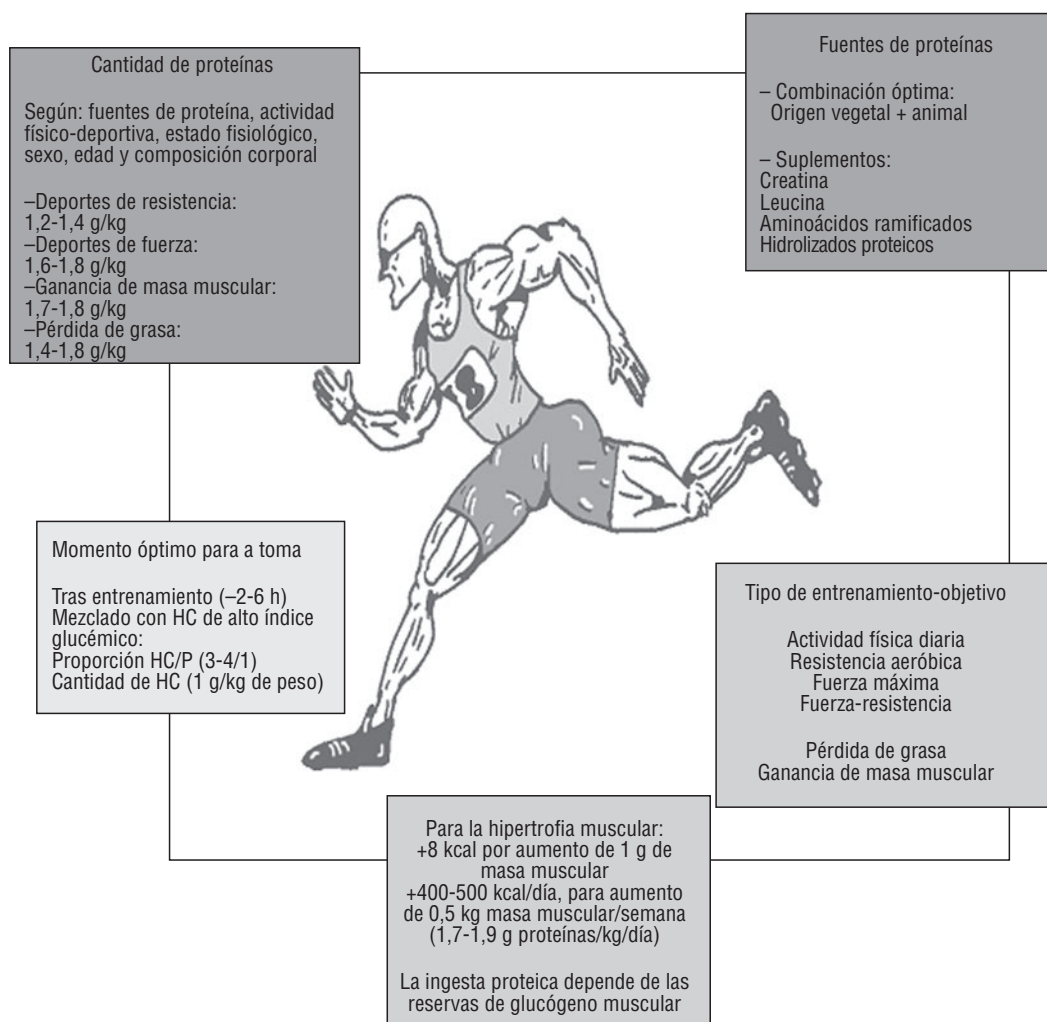 Cantidad de proteínas
Según: fuentes de proteína, actividad
físico-deportiva, estado fisiológico,
sexo, edad y composición corporal
–Deportes de resistencia:
1,2-1,4 g/kg
–Deportes de fuerza:
1,6-1,8 g/kg
–Ganancia de masa muscular:
1,7-1,8 g/kg
–Pérdida de grasa:
1,4-1,8 g/kg
Fuentes de proteínas
– Combinación óptima:
Origen vegetal + animal
– Suplementos:
Creatina
Leucina
Aminoácidos ramificados
Hidrolizados proteicos
Momento óptimo para a toma
Tras entrenamiento (–2-6 h)
Mezclado con HC de alto índice
glucémico:
Proporción HC/P (3-4/1)
Cantidad de HC (1 g/kg de peso)
Tipo de entrenamiento-objetivo
Actividad física diaria
Resistencia aeróbica
Fuerza máxima
Fuerza-resistencia
Pérdida de grasa
Ganancia de masa muscular
Para la hipertrofia muscular:
+8 kcal por aumento de 1 g de
masa muscular
+400-500 kcal/día, para aumento
de 0,5 kg masa muscular/semana
(1,7-1,9 g proteínas/kg/día)
La ingesta proteica depende de las
reservas de glucógeno muscular